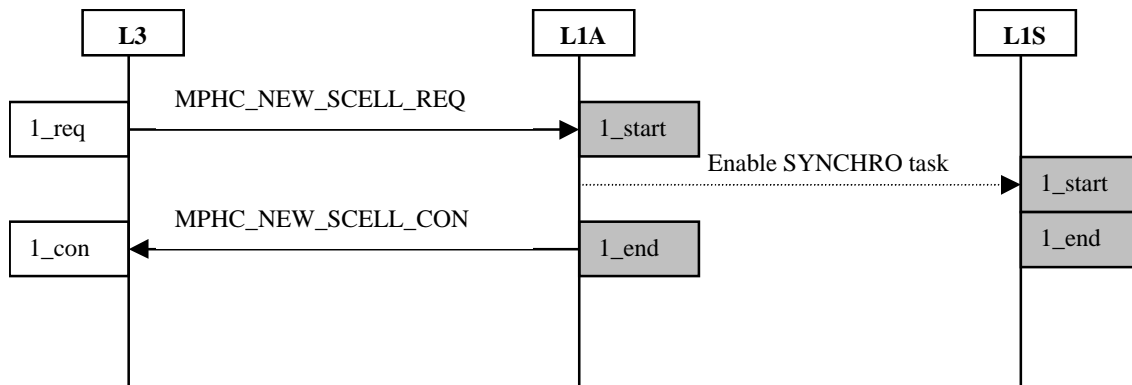 L3
L1A
L1S
MPHC_NEW_SCELL_REQ
1_req
1_start
Enable SYNCHRO task
1_start
MPHC_NEW_SCELL_CON
1_con
1_end
1_end